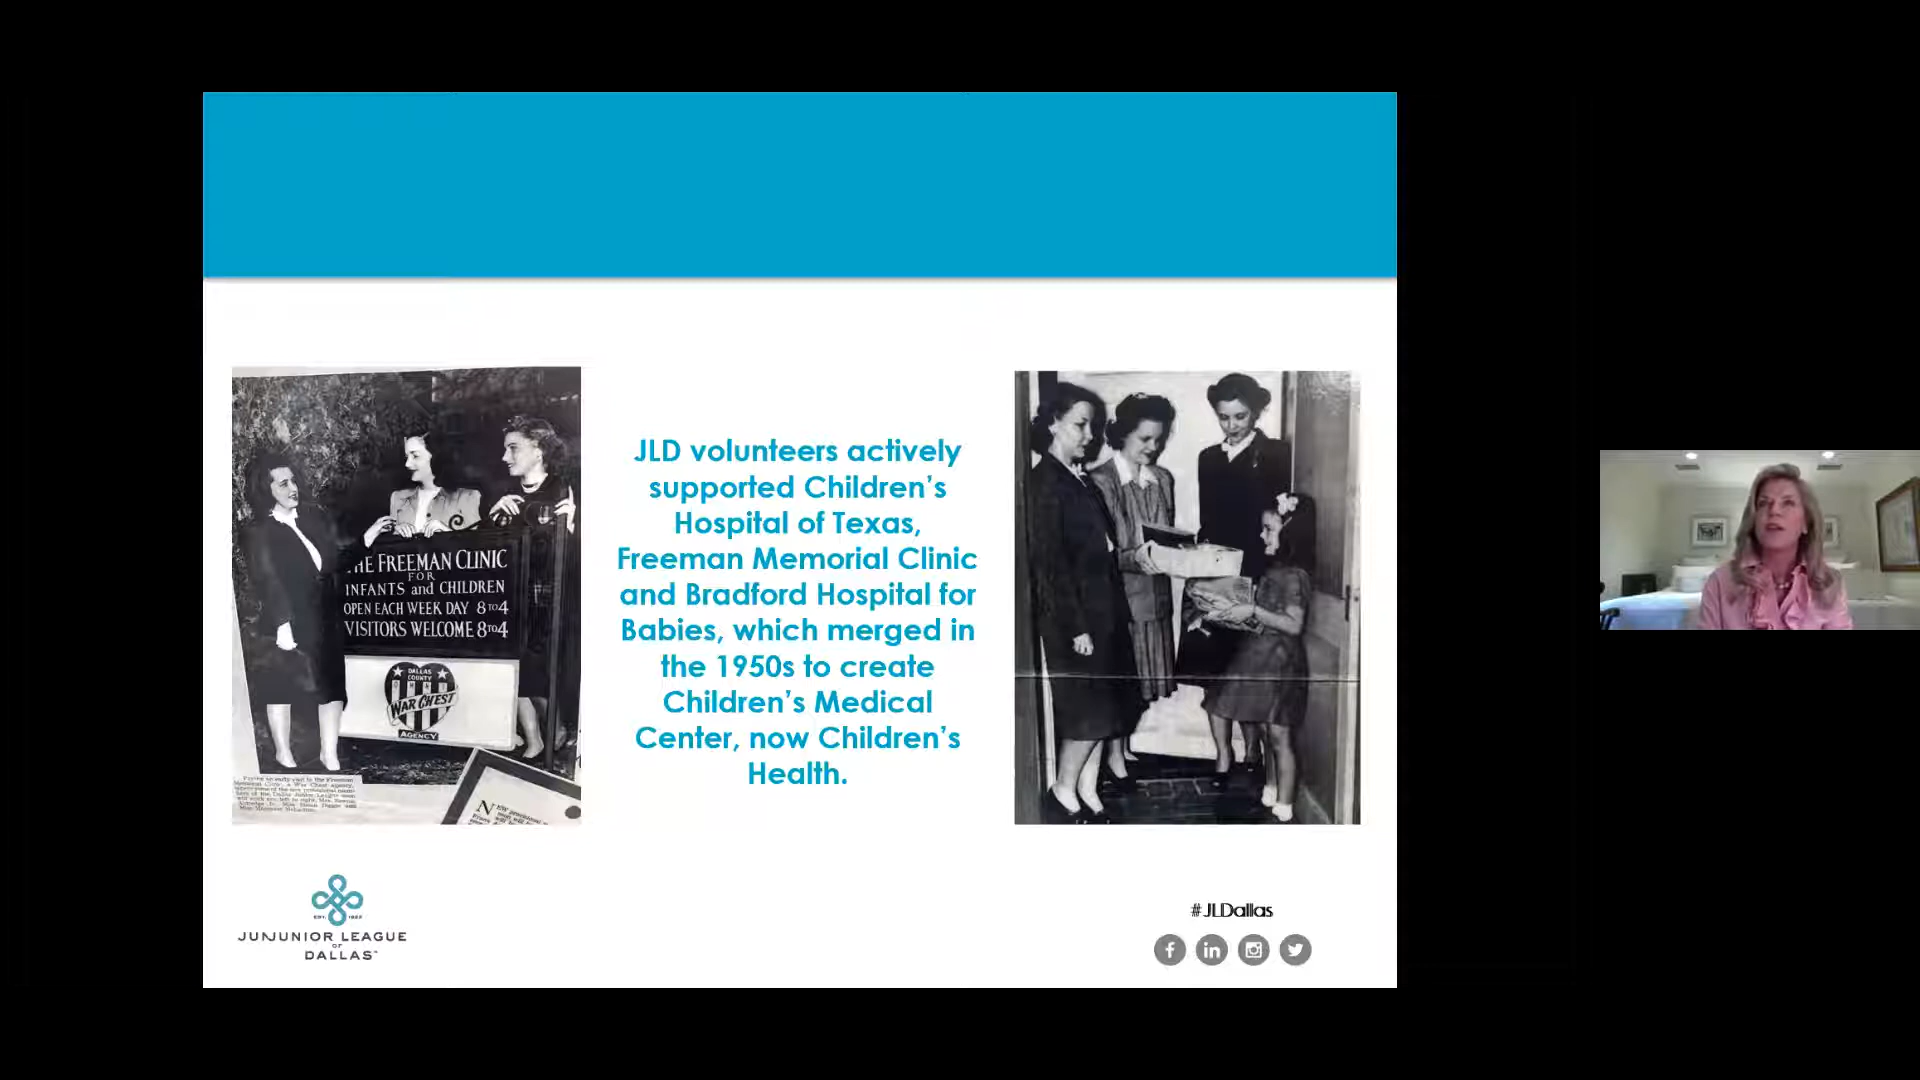 THE FREEMAN CLINIC
FOR
INFANTS and CHILDREN
OPEN EACH WEEK DAY 8 TO 4
VISITORS WELCOME 8 TO 4
DALLAS
COUNTY
WAR CHEST
AGENCY
JLD volunteers actively
supported Children’s
Hospital of Texas,
Freeman Memorial Clinic
and Bradford Hospital for
Babies, which merged in
the 1950s to create
Children’s Medical
Center, now Children’s
Health.
EST. 1922
JUNJUNIOR LEAGUE
OF
DALLAS
#JLDallas